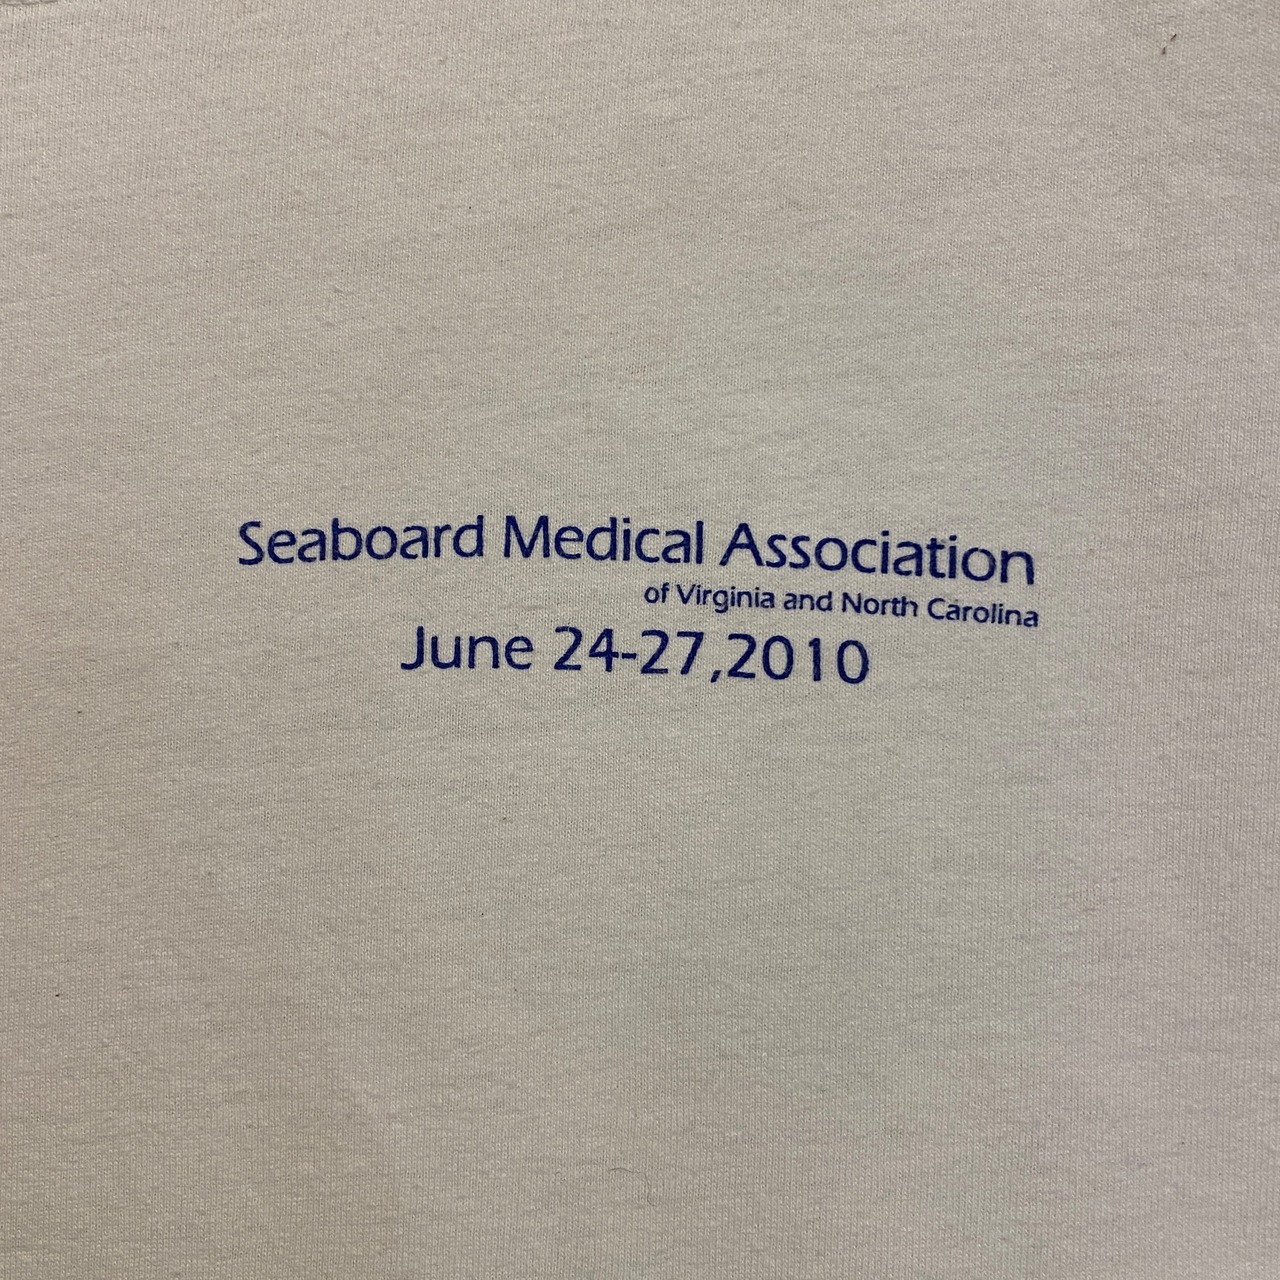 Seaboard Medical Association
of Virginia and North Carolina
June 24-27,2010